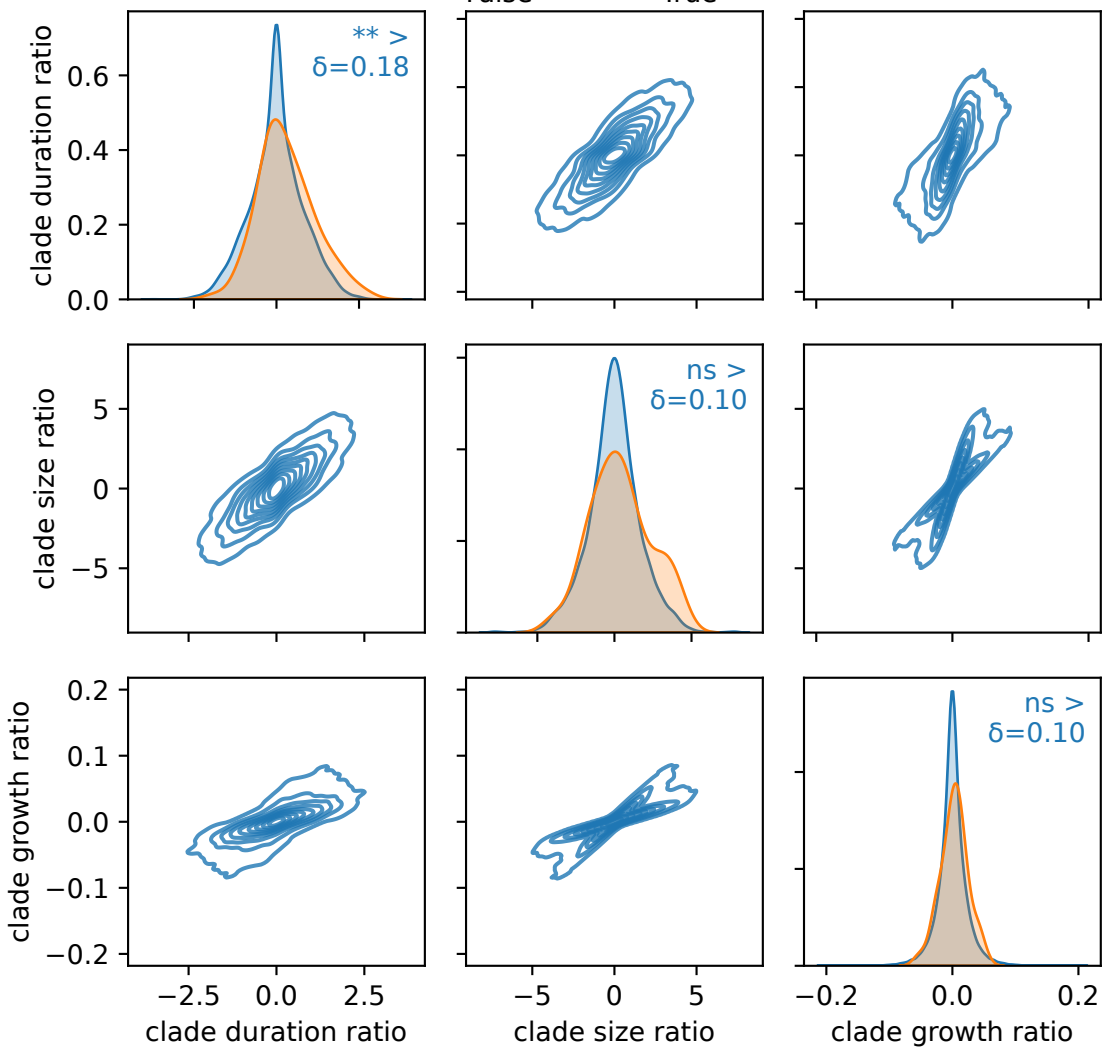 False True
clade duration ratio
0.6
0.4
0.2
0.0
** >
δ=0.18
clade size ratio
5
0
−5
ns >
δ=0.10
clade growth ratio
0.2
0.1
0.0
−0.1
−0.2
ns >
δ=0.10
−2.5 0.0 2.5
−5 0 5
−0.2 0.0 0.2
clade duration ratio
clade size ratio
clade growth ratio